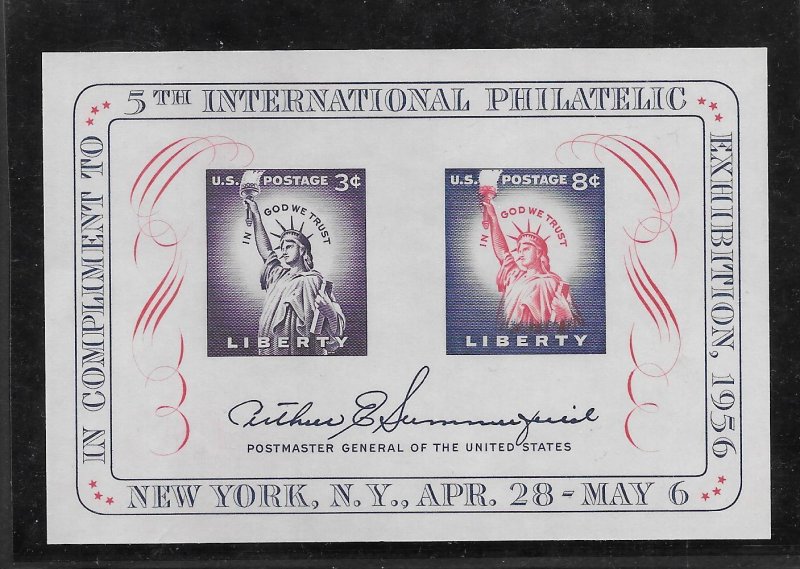 IN COMPLIMENT TO
5TH INTERNATIONAL PHILATELIC
EXHIBITION, 1956
U.S. POSTAGE 3¢
IN GOD WE TRUST
LIBERTY
U.S. POSTAGE 8¢
IN GOD WE TRUST
LIBERTY
Arthur E Summerfield
POSTMASTER GENERAL OF THE UNITED STATES
NEW YORK, N.Y., APR. 28 - MAY 6